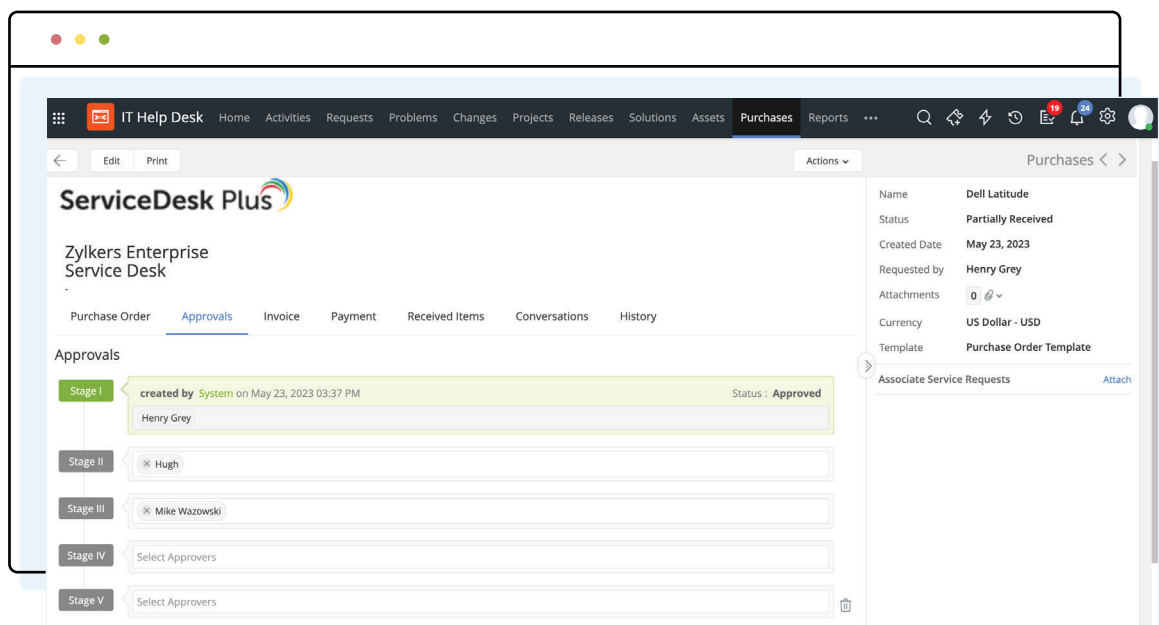 IT Help Desk Home Activities Requests Problems Changes Projects Releases Solutions Assets Purchases Reports ••• 19 24
Edit Print Actions Purchases
ServiceDesk Plus
Zylkers Enterprise
Service Desk
-
Purchase Order Approvals Invoice Payment Received Items Conversations History
Approvals
Stage I created by System on May 23, 2023 03:37 PM Status : Approved
Henry Grey
Stage II Hugh
Stage III Mike Wazowski
Stage IV Select Approvers
Stage V Select Approvers
Name Dell Latitude
Status Partially Received
Created Date May 23, 2023
Requested by Henry Grey
Attachments 0
Currency US Dollar - USD
Template Purchase Order Template
Associate Service Requests Attach